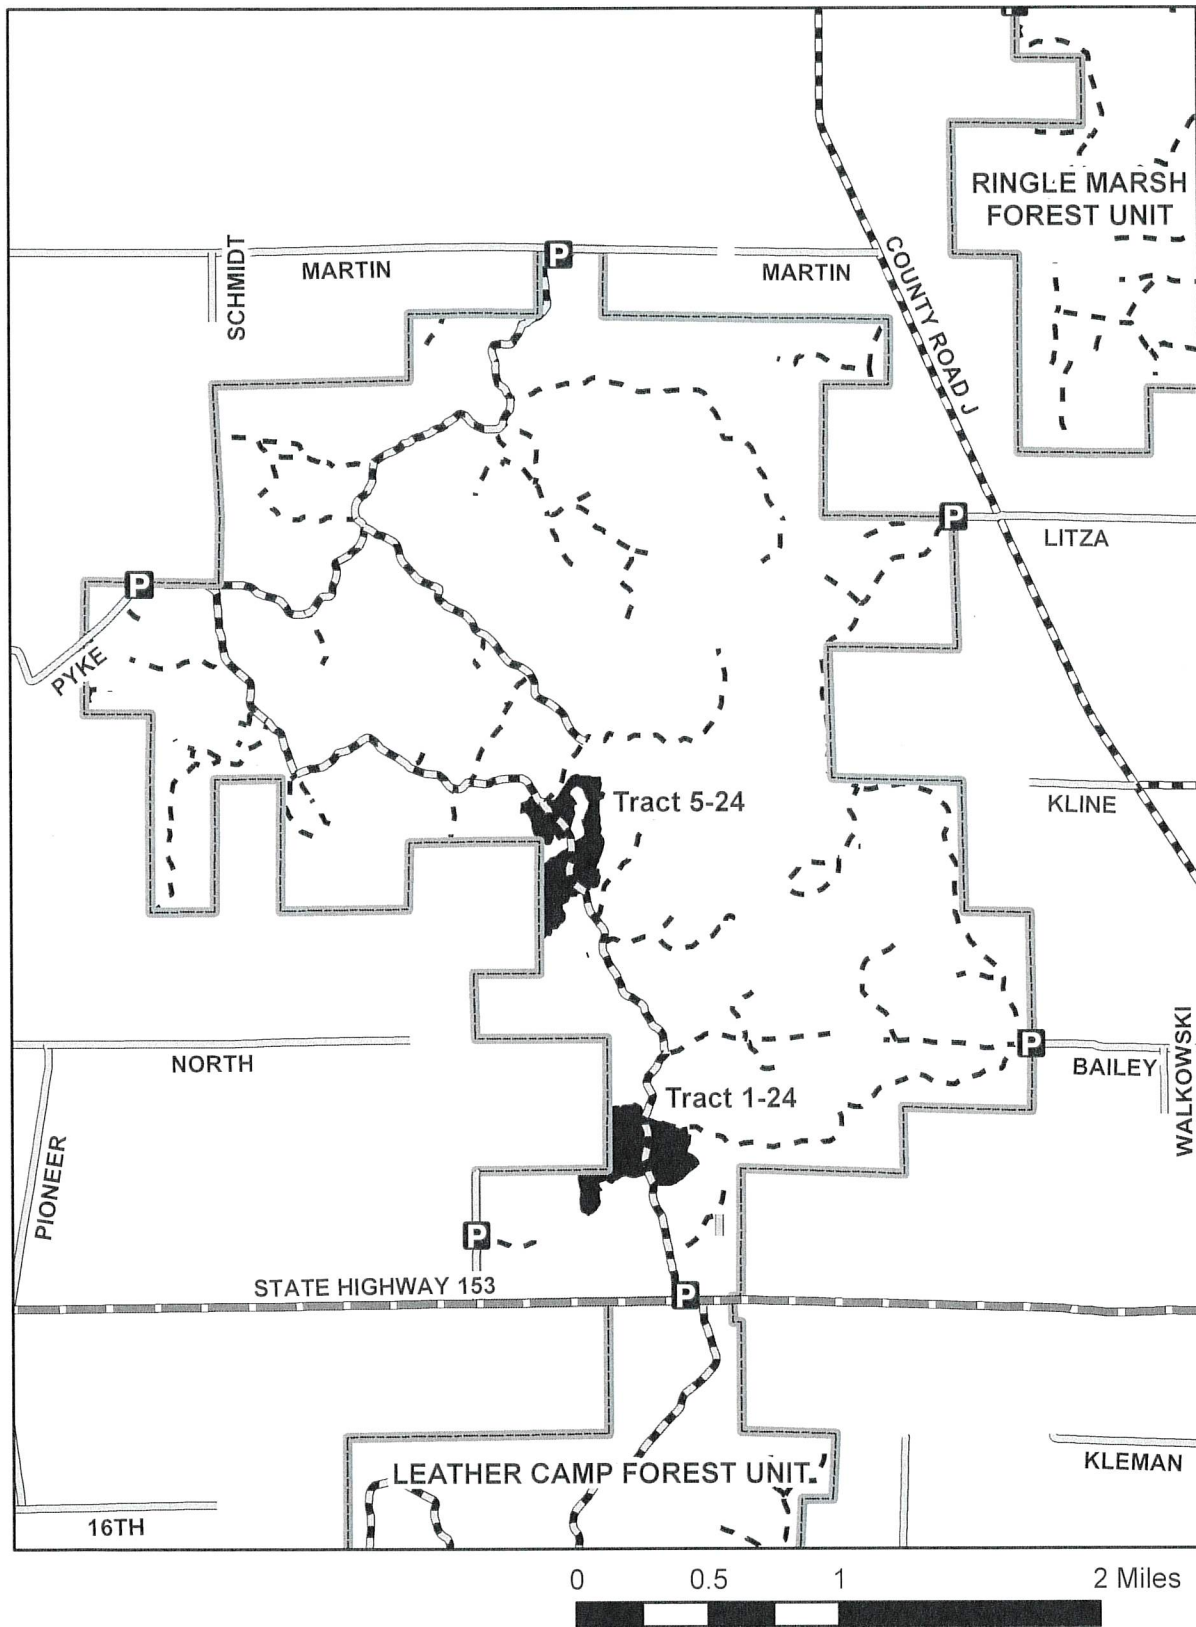 RINGLE MARSH
FOREST UNIT
SCHMIDT
MARTIN
P
MARTIN
COUNTY ROAD J
P
LITZA
P
PYKE
Tract 5-24
KLINE
NORTH
P
BAILEY
WALKOWSKI
Tract 1-24
PIONEER
P
STATE HIGHWAY 153
P
LEATHER CAMP FOREST UNIT
KLEMAN
16TH
0 0.5 1 2 Miles